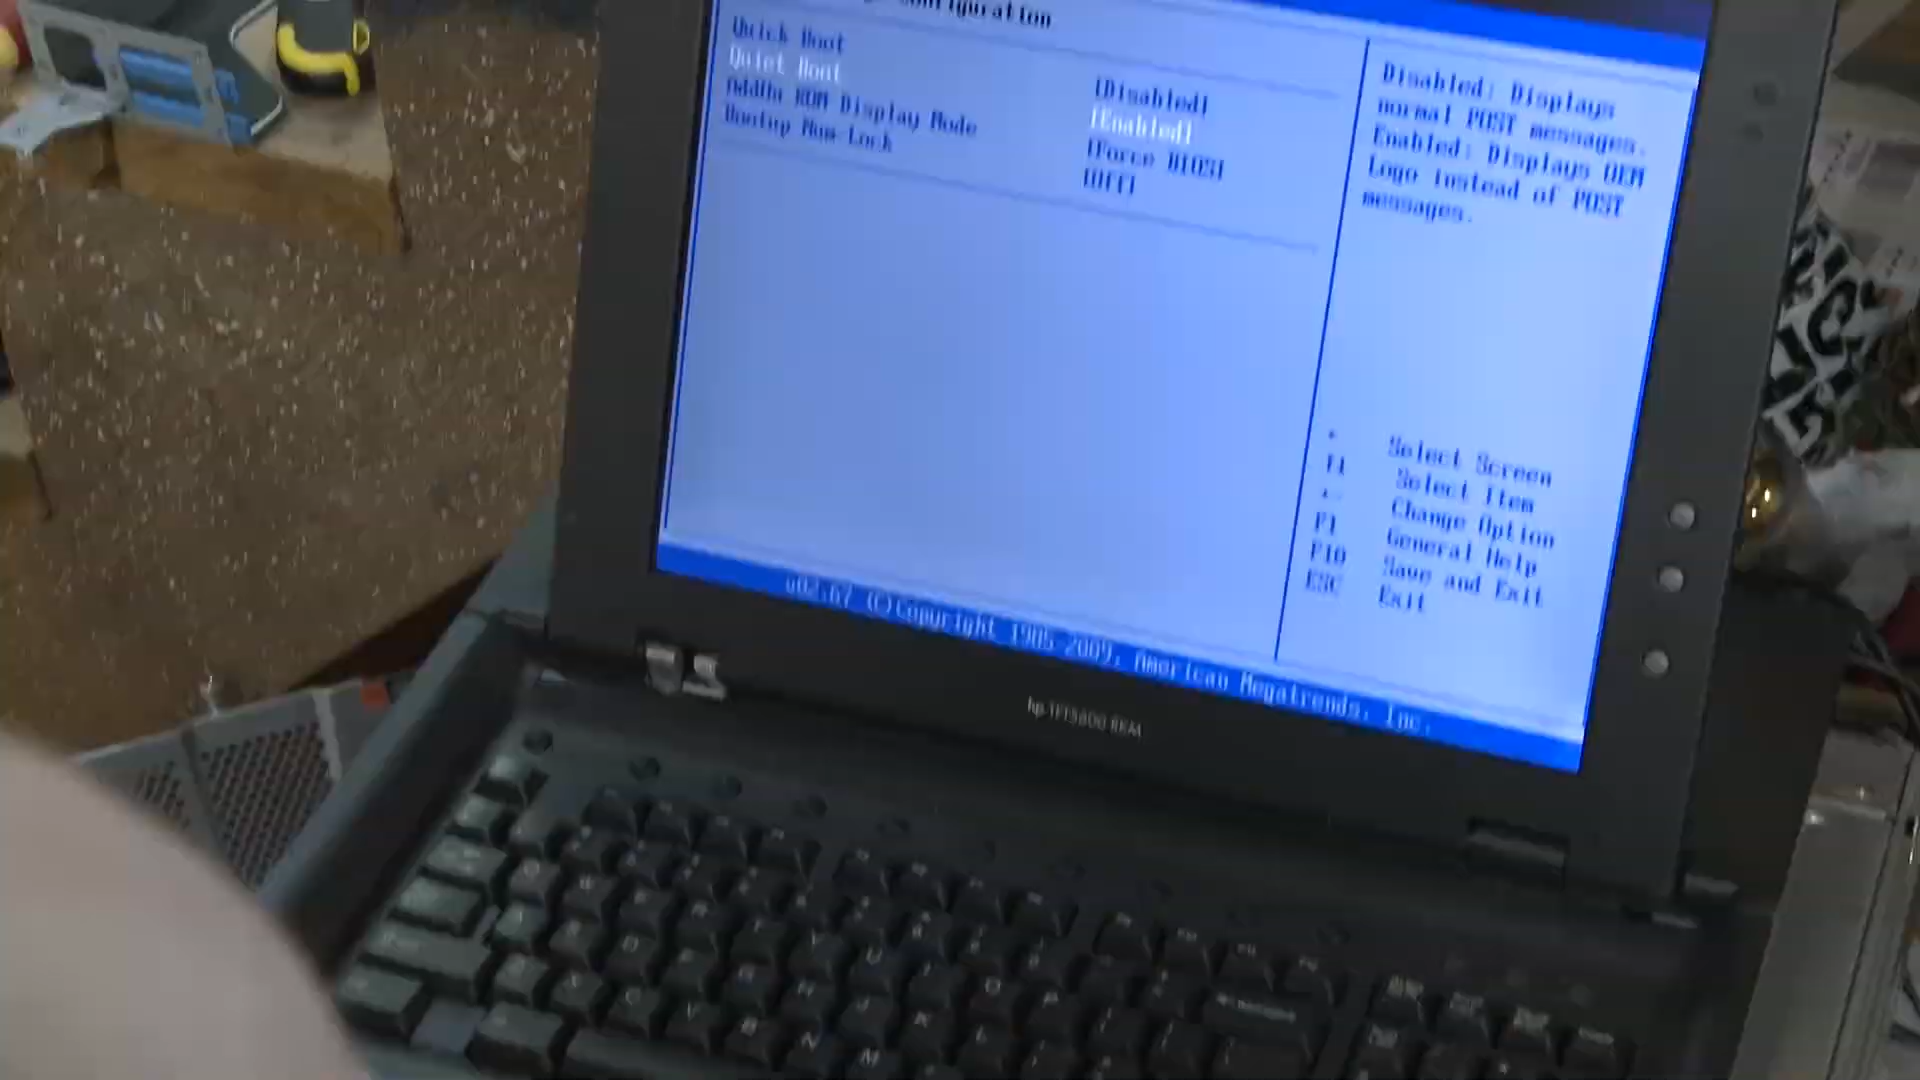 Configuration
Quick Boot [Disabled]
Quiet Boot [Enabled]
AddOn ROM Display Mode [Force BIOS]
Bootup Num-Lock [Off]
Disabled: Displays
normal POST messages.
Enabled: Displays OEM
Logo instead of POST
messages.
Select Screen
Select Item
Change Option
F1 General Help
F10 Save and Exit
ESC Exit
v02.67 (C)Copyright 1985-2009, American Megatrends, Inc.
hp TFT5600 RKM